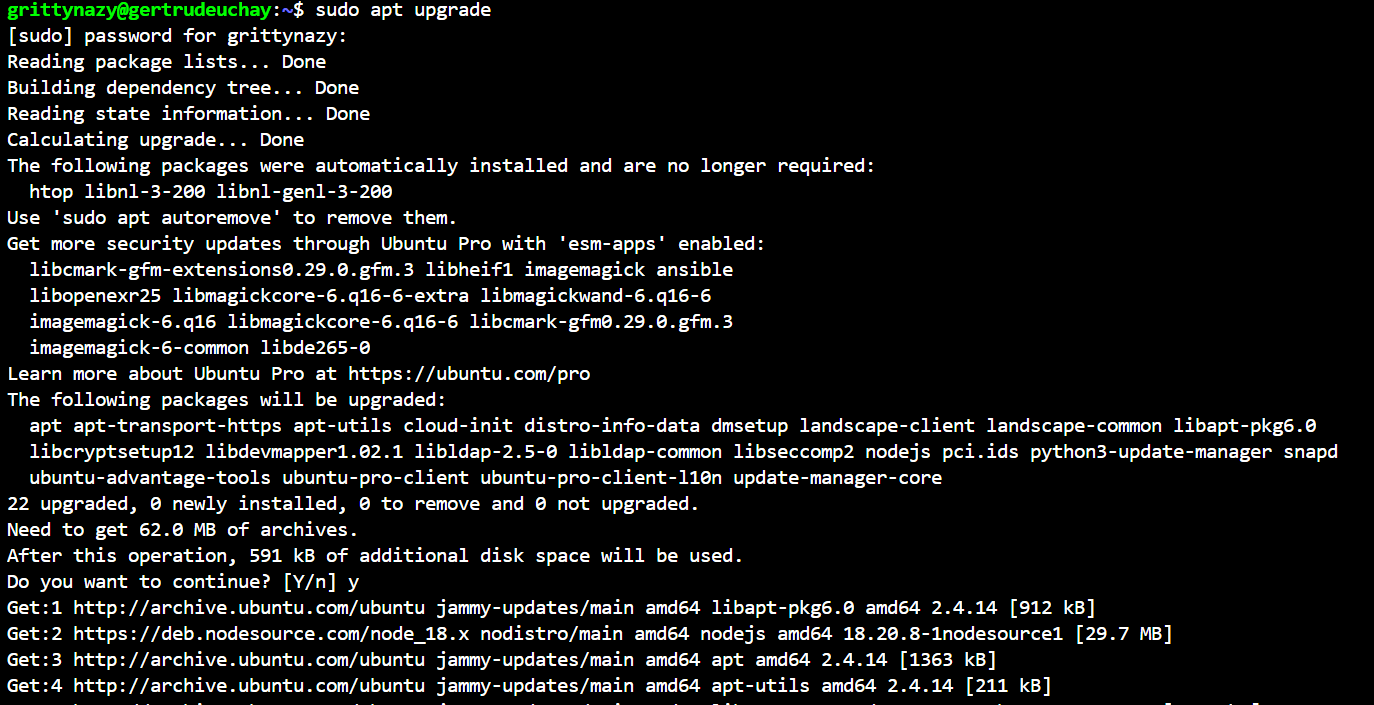 grittynazy@gertrudeuchay:~$ sudo apt upgrade
[sudo] password for grittynazy:
Reading package lists... Done
Building dependency tree... Done
Reading state information... Done
Calculating upgrade... Done
The following packages were automatically installed and are no longer required:
  htop libnl-3-200 libnl-genl-3-200
Use 'sudo apt autoremove' to remove them.
Get more security updates through Ubuntu Pro with 'esm-apps' enabled:
  libcmark-gfm-extensions0.29.0.gfm.3 libheif1 imagemagick ansible
  libopenexr25 libmagickcore-6.q16-6-extra libmagickwand-6.q16-6
  imagemagick-6.q16 libmagickcore-6.q16-6 libcmark-gfm0.29.0.gfm.3
  imagemagick-6-common libde265-0
Learn more about Ubuntu Pro at https://ubuntu.com/pro
The following packages will be upgraded:
  apt apt-transport-https apt-utils cloud-init distro-info-data dmsetup landscape-client landscape-common libapt-pkg6.0
  libcryptsetup12 libdevmapper1.02.1 libldap-2.5-0 libldap-common libseccomp2 nodejs pci.ids python3-update-manager snapd
  ubuntu-advantage-tools ubuntu-pro-client ubuntu-pro-client-l10n update-manager-core
22 upgraded, 0 newly installed, 0 to remove and 0 not upgraded.
Need to get 62.0 MB of archives.
After this operation, 591 kB of additional disk space will be used.
Do you want to continue? [Y/n] y
Get:1 http://archive.ubuntu.com/ubuntu jammy-updates/main amd64 libapt-pkg6.0 amd64 2.4.14 [912 kB]
Get:2 https://deb.nodesource.com/node_18.x nodistro/main amd64 nodejs amd64 18.20.8-1nodesource1 [29.7 MB]
Get:3 http://archive.ubuntu.com/ubuntu jammy-updates/main amd64 apt amd64 2.4.14 [1363 kB]
Get:4 http://archive.ubuntu.com/ubuntu jammy-updates/main amd64 apt-utils amd64 2.4.14 [211 kB]